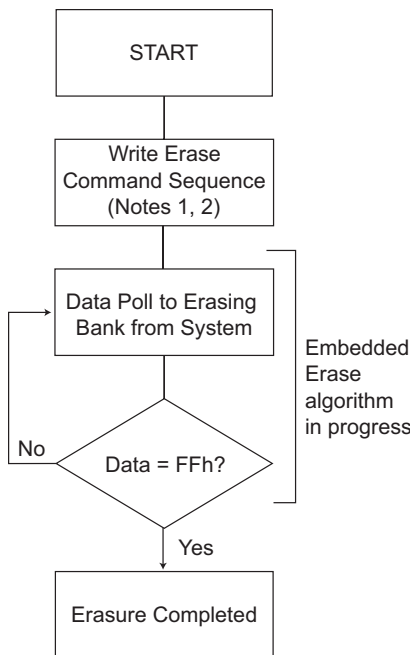 START
Write Erase
Command Sequence
(Notes 1, 2)
Data Poll to Erasing
Bank from System
Embedded
Erase
algorithm
in progress
No
Data = FFh?
Yes
Erasure Completed